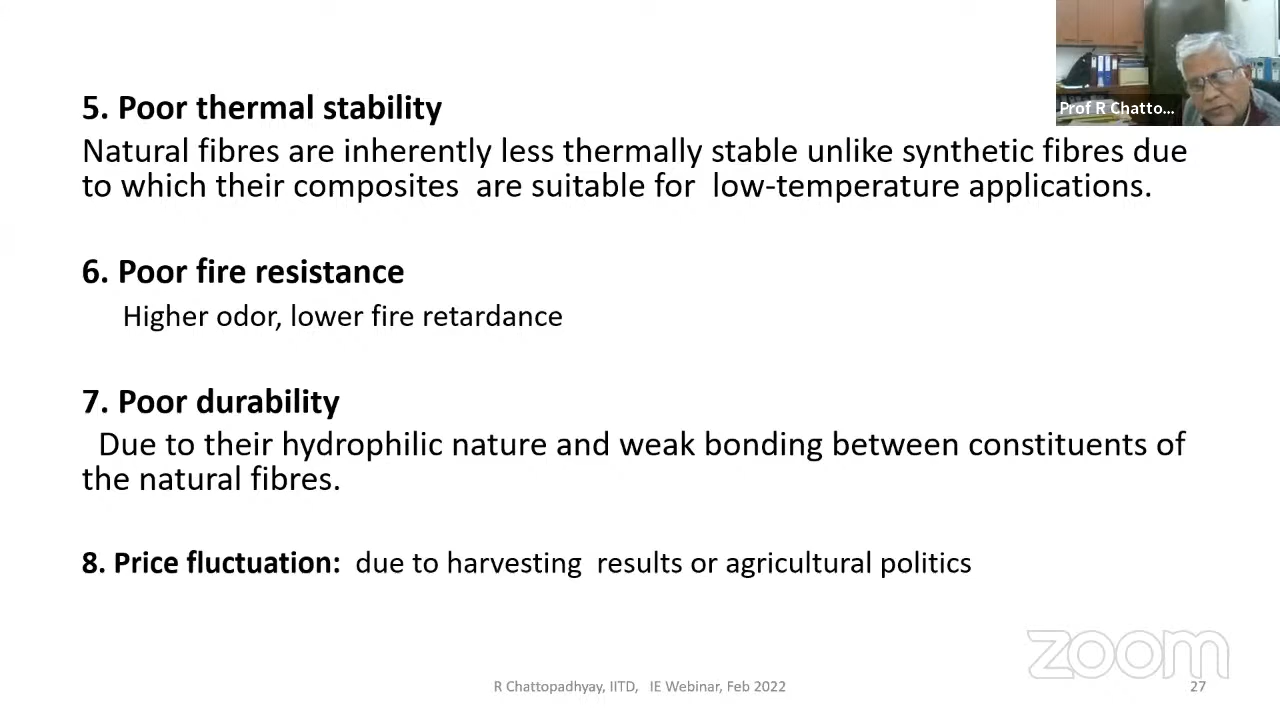 Prof R Chatto...
5. Poor thermal stability
Natural fibres are inherently less thermally stable unlike synthetic fibres due
to which their composites are suitable for low-temperature applications.
6. Poor fire resistance
Higher odor, lower fire retardance
7. Poor durability
Due to their hydrophilic nature and weak bonding between constituents of
the natural fibres.
8. Price fluctuation: due to harvesting results or agricultural politics
zoom
R Chattopadhyay, IITD, IE Webinar, Feb 2022
27